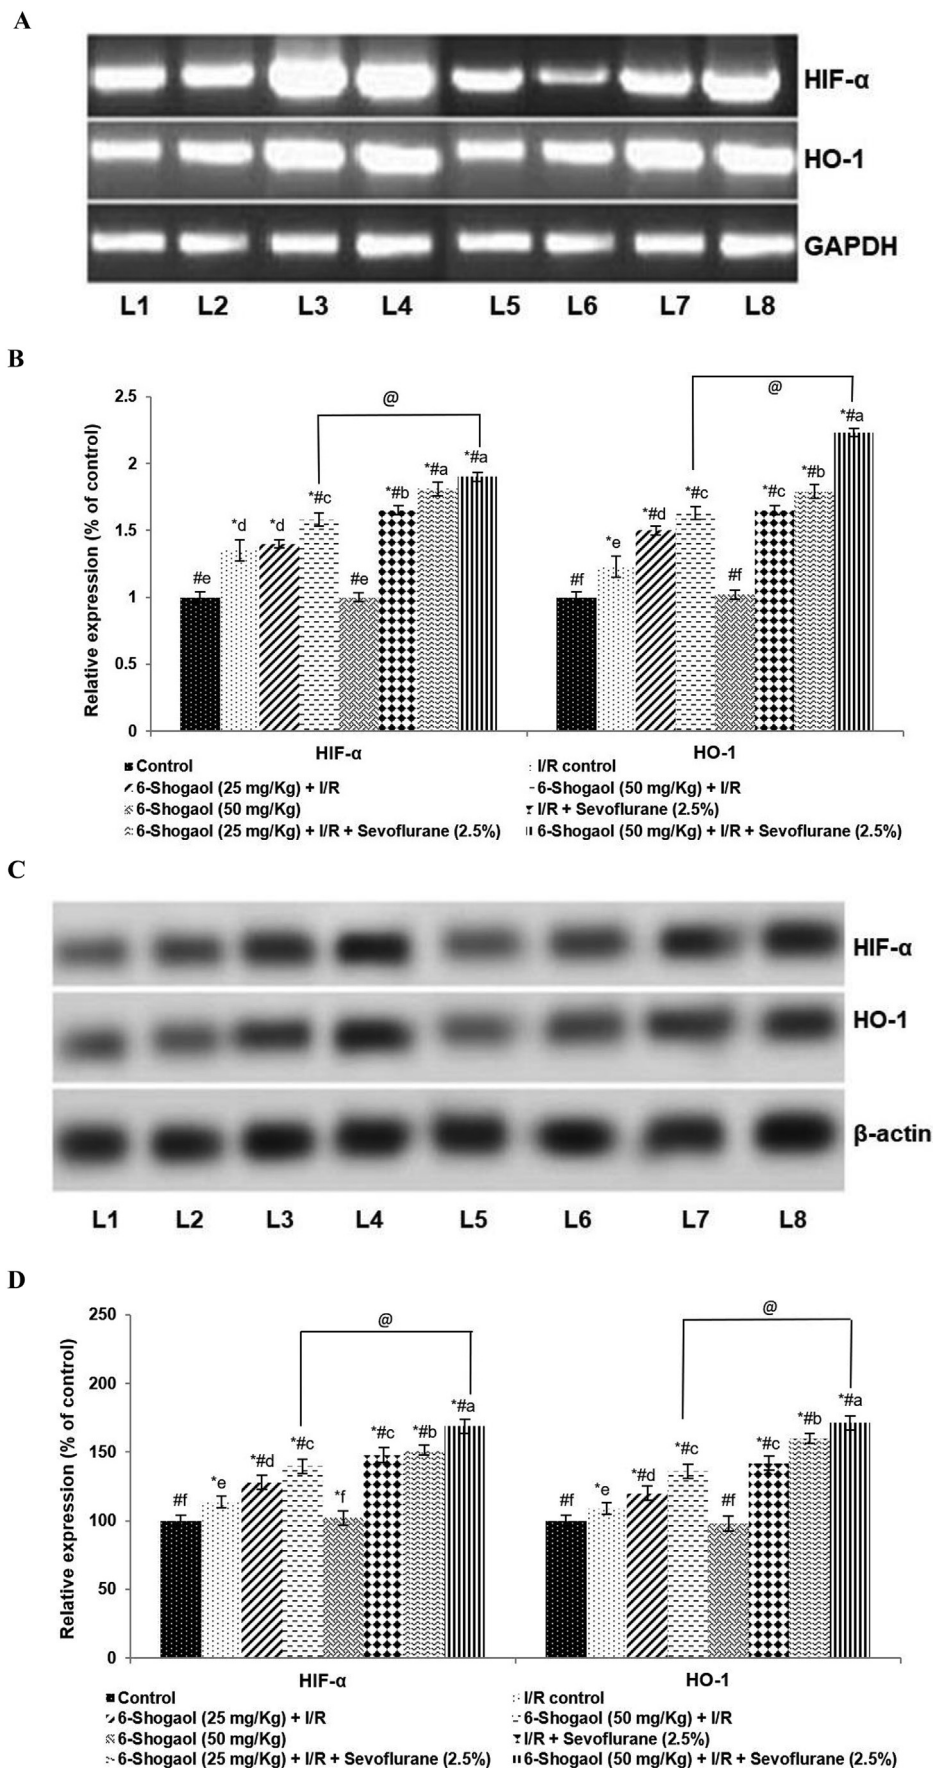 A
HIF-α
HO-1
GAPDH
L1 L2 L3 L4 L5 L6 L7 L8
B
Relative expression (% of control)
2.5
2
1.5
1
0.5
0
@
@
#e *d *d *#c #e *#b *#a *#a
#f *e *#d *#c #f *#c *#b *#a
HIF-α HO-1
Control I/R control
6-Shogaol (25 mg/Kg) + I/R 6-Shogaol (50 mg/Kg) + I/R
6-Shogaol (50 mg/Kg) I/R + Sevoflurane (2.5%)
6-Shogaol (25 mg/Kg) + I/R + Sevoflurane (2.5%) 6-Shogaol (50 mg/Kg) + I/R + Sevoflurane (2.5%)
C
HIF-α
HO-1
β-actin
L1 L2 L3 L4 L5 L6 L7 L8
D
Relative expression (% of control)
250
200
150
100
50
0
@
@
#f *e *#d *#c *f *#c *#b *#a
#f *e *#d *#c #f *#c *#b *#a
HIF-α HO-1
Control I/R control
6-Shogaol (25 mg/Kg) + I/R 6-Shogaol (50 mg/Kg) + I/R
6-Shogaol (50 mg/Kg) I/R + Sevoflurane (2.5%)
6-Shogaol (25 mg/Kg) + I/R + Sevoflurane (2.5%) 6-Shogaol (50 mg/Kg) + I/R + Sevoflurane (2.5%)